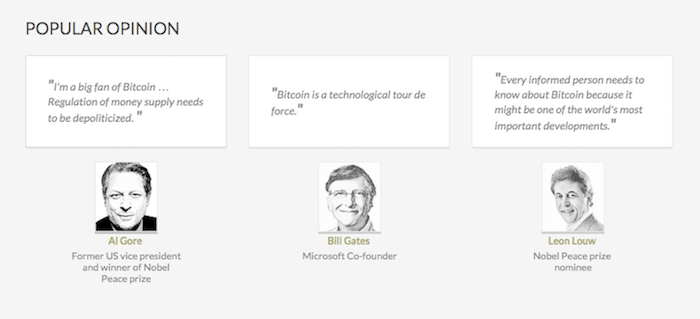 POPULAR OPINION
"I'm a big fan of Bitcoin …
Regulation of money supply needs
to be depoliticized. "
"Bitcoin is a technological tour de
force."
"Every informed person needs to
know about Bitcoin because it
might be one of the world's most
important developments."
Al Gore
Former US vice president
and winner of Nobel
Peace prize
Bill Gates
Microsoft Co-founder
Leon Louw
Nobel Peace prize
nominee